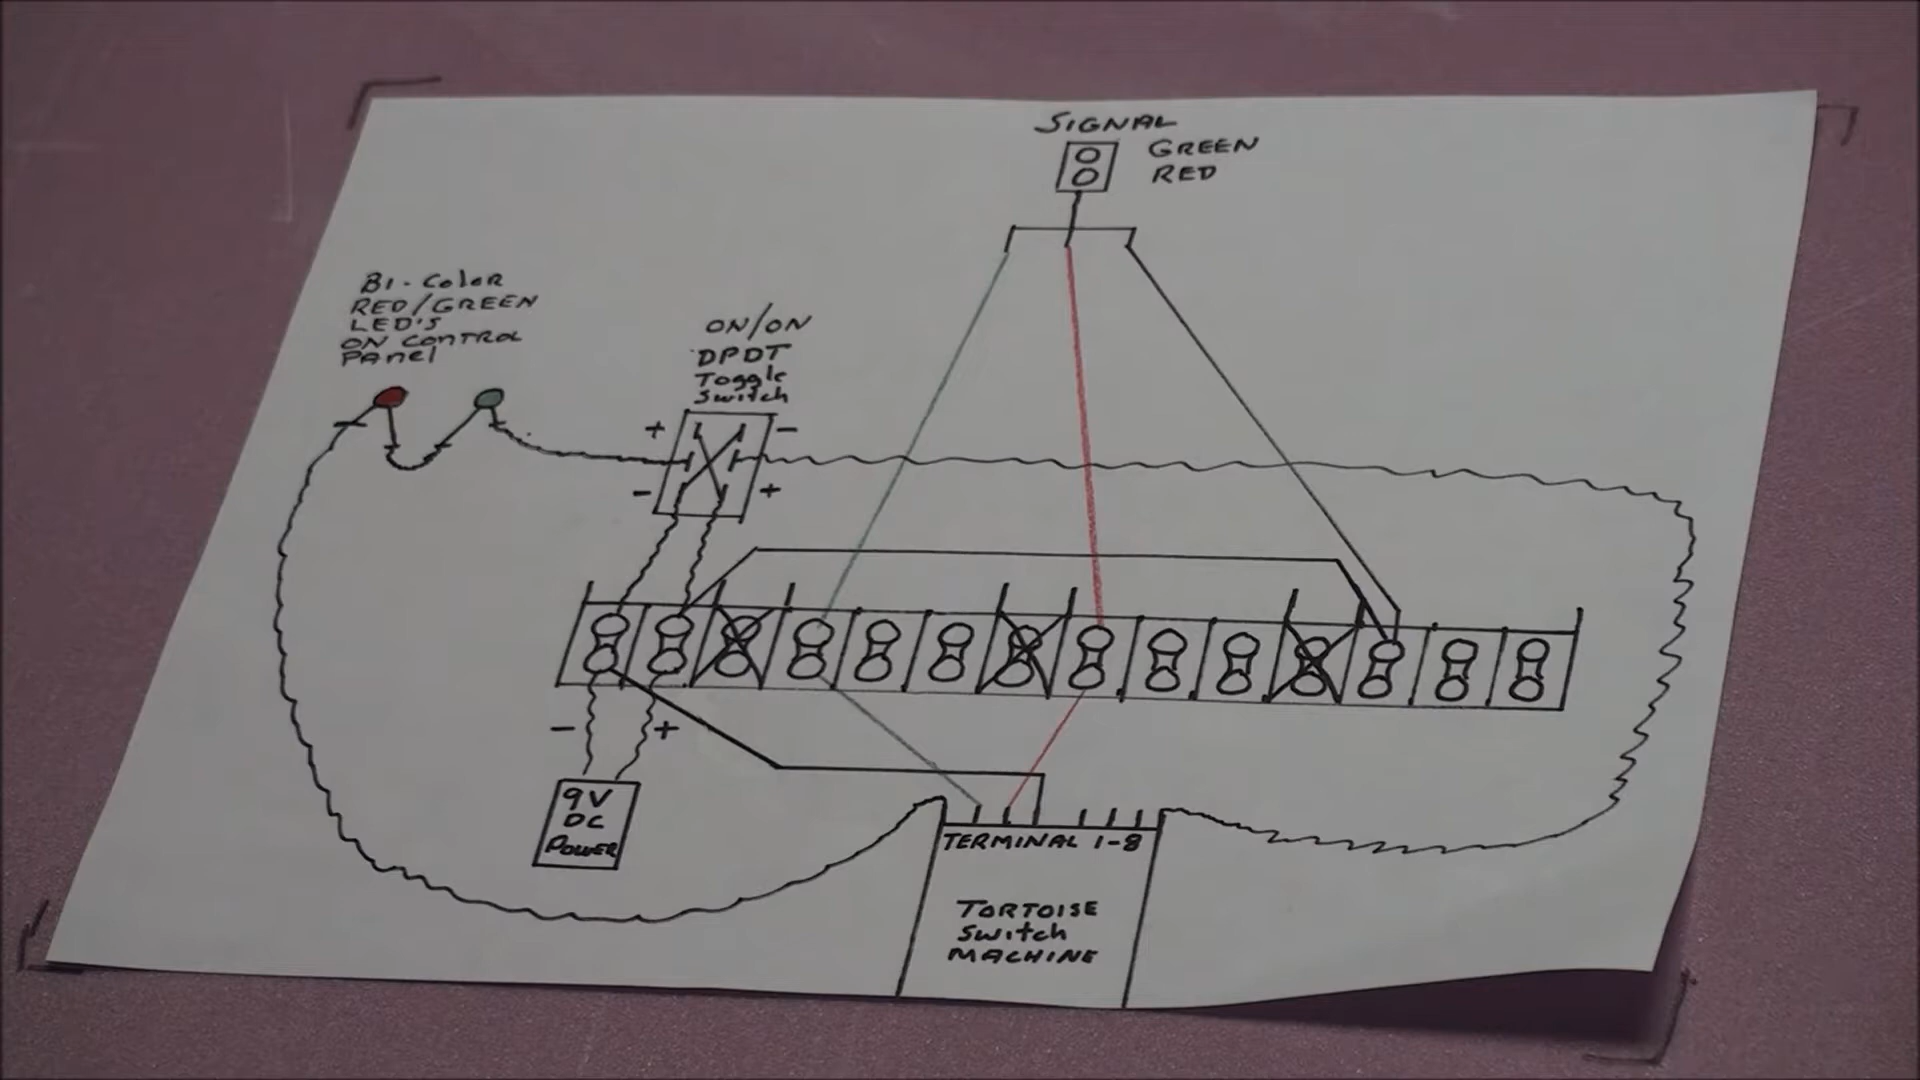 SIGNAL
GREEN
RED
BI-Color
RED/GREEN
LED'S
ON CONTROL
PAnel
ON/ON
DPDT
Toggle
Switch
+ -
- +
- +
9V
DC
POWER
TERMINAL 1-8
TORTOISE
Switch
MACHINE